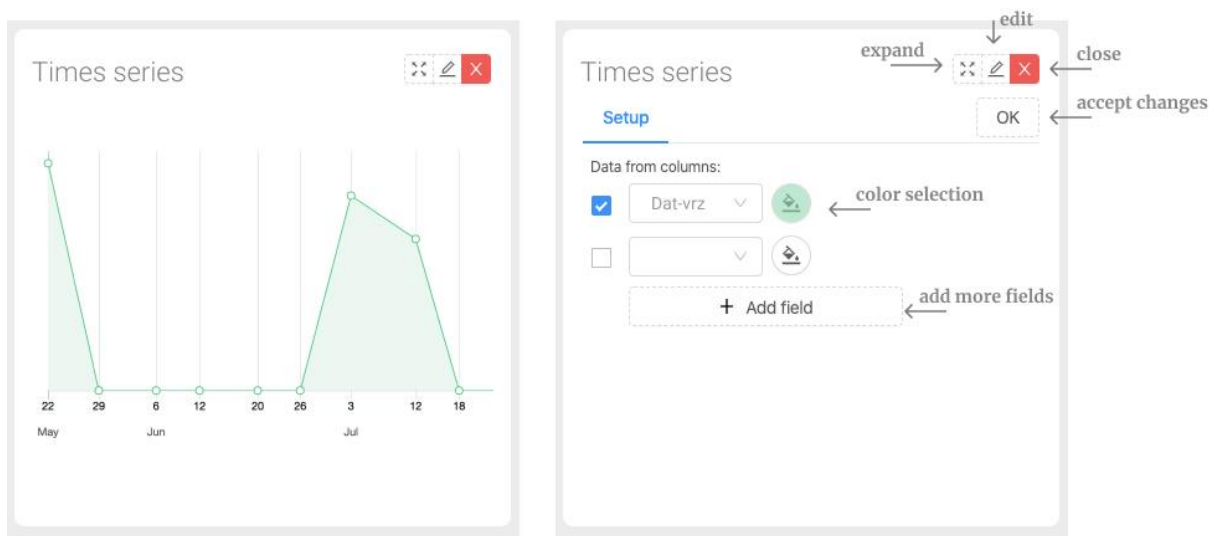 Times series
X
22 29 6 12 20 26 3 12 18
May Jun Jul
edit
expand
close
Times series
X
accept changes
Setup
OK
Data from columns:
Dat-vrz
color selection
add more fields
+ Add field